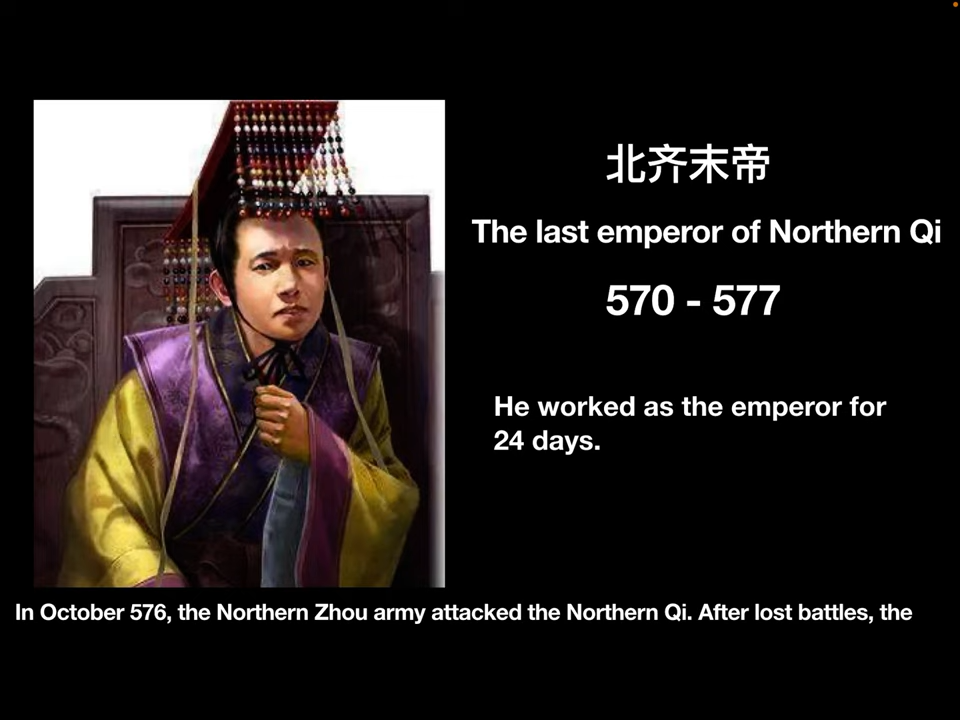 北齐末帝
The last emperor of Northern Qi
570 - 577
He worked as the emperor for
24 days.
In October 576, the Northern Zhou army attacked the Northern Qi. After lost battles, the